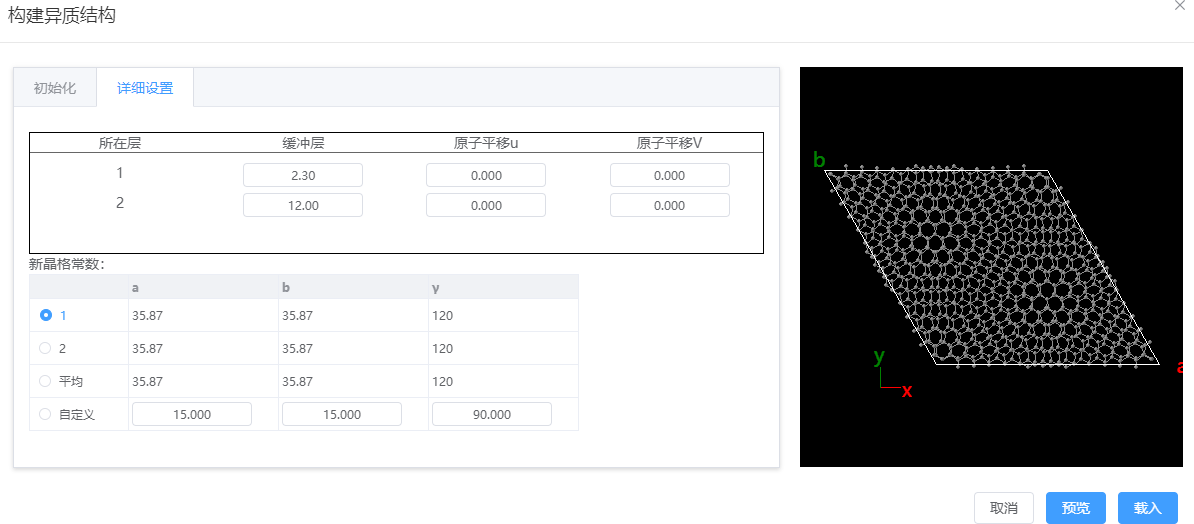 构建异质结构
初始化 详细设置
所在层 缓冲层 原子平移u 原子平移V
1 2.30 0.000 0.000
2 12.00 0.000 0.000
新晶格常数：
a b y
1 35.87 35.87 120
2 35.87 35.87 120
平均 35.87 35.87 120
自定义 15.000 15.000 90.000
b
a
y
x
取消 预览 载入